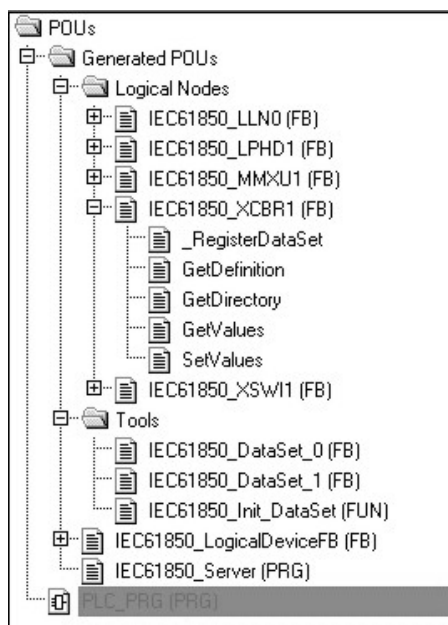 POUs
Generated POUs
Logical Nodes
IEC61850_LLN0 (FB)
IEC61850_LPHD1 (FB)
IEC61850_MMXU1 (FB)
IEC61850_XCBR1 (FB)
_RegisterDataSet
GetDefinition
GetDirectory
GetValues
SetValues
IEC61850_XSWI1 (FB)
Tools
IEC61850_DataSet_0 (FB)
IEC61850_DataSet_1 (FB)
IEC61850_Init_DataSet (FUN)
IEC61850_LogicalDeviceFB (FB)
IEC61850_Server (PRG)
PLC_PRG (PRG)